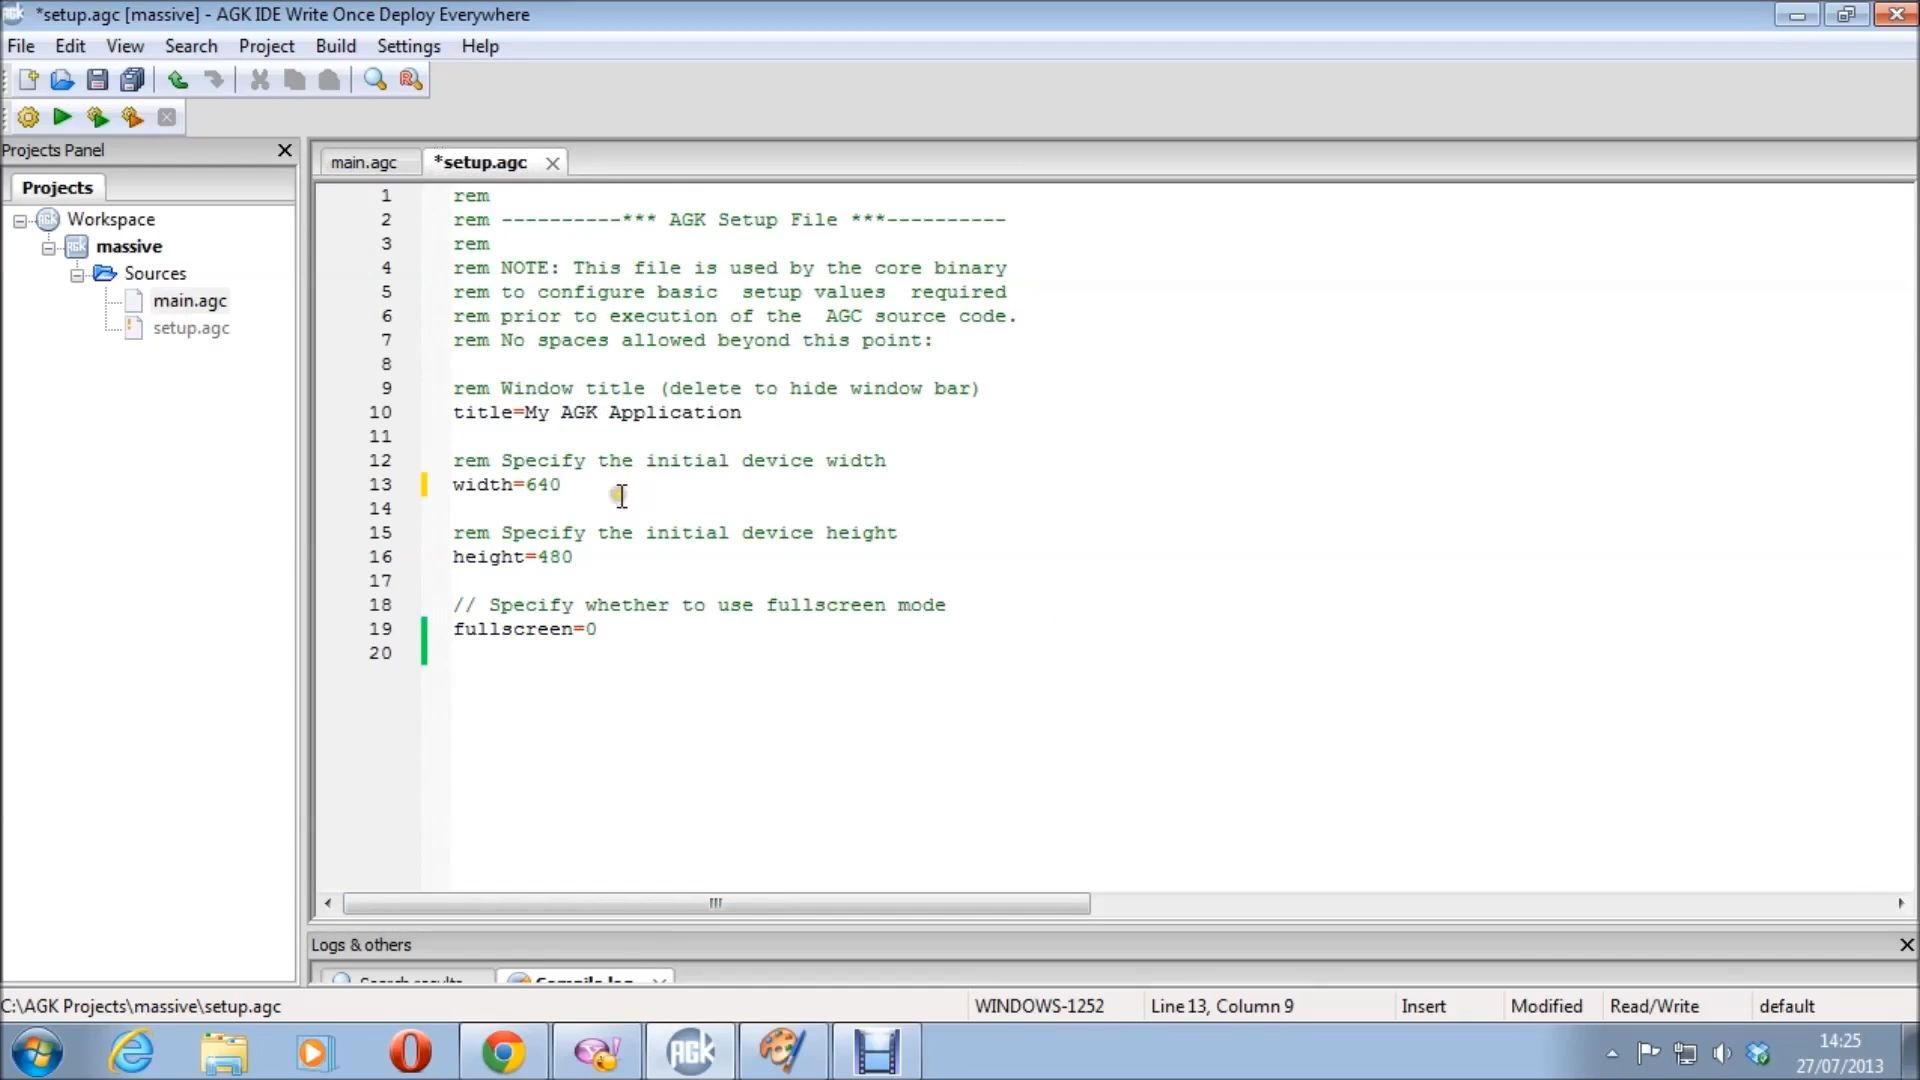 *setup.agc [massive] - AGK IDE Write Once Deploy Everywhere
File Edit View Search Project Build Settings Help
Projects Panel
Projects
Workspace
massive
Sources
main.agc
setup.agc
main.agc *setup.agc
1 rem
2 rem ----------*** AGK Setup File ***----------
3 rem
4 rem NOTE: This file is used by the core binary
5 rem to configure basic  setup values  required
6 rem prior to execution of the  AGC source code.
7 rem No spaces allowed beyond this point:
8
9 rem Window title (delete to hide window bar)
10 title=My AGK Application
11
12 rem Specify the initial device width
13 width=640
14
15 rem Specify the initial device height
16 height=480
17
18 // Specify whether to use fullscreen mode
19 fullscreen=0
20
Logs & others
Search results Compile log
C:\AGK Projects\massive\setup.agc WINDOWS-1252 Line 13, Column 9 Insert Modified Read/Write default
AGK
14:25
27/07/2013